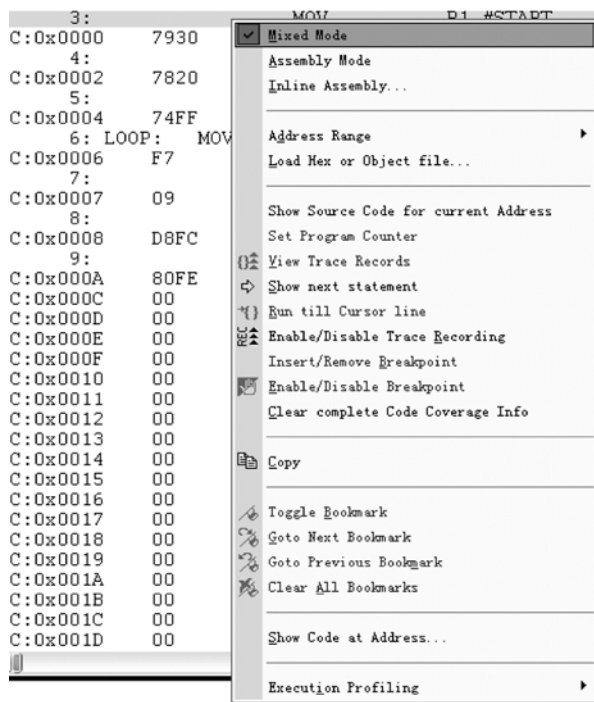 3: MOV R1 #START
C:0x0000 7930
4:
C:0x0002 7820
5:
C:0x0004 74FF
6: LOOP: MOV
C:0x0006 F7
7:
C:0x0007 09
8:
C:0x0008 D8FC
9:
C:0x000A 80FE
C:0x000C 00
C:0x000D 00
C:0x000E 00
C:0x000F 00
C:0x0010 00
C:0x0011 00
C:0x0012 00
C:0x0013 00
C:0x0014 00
C:0x0015 00
C:0x0016 00
C:0x0017 00
C:0x0018 00
C:0x0019 00
C:0x001A 00
C:0x001B 00
C:0x001C 00
C:0x001D 00
Mixed Mode
Assembly Mode
Inline Assembly...
Address Range
Load Hex or Object file...
Show Source Code for current Address
Set Program Counter
{} View Trace Records
Show next statement
{} Run till Cursor line
REC Enable/Disable Trace Recording
Insert/Remove Breakpoint
Enable/Disable Breakpoint
Clear complete Code Coverage Info
Copy
Toggle Bookmark
Goto Next Bookmark
Goto Previous Bookmark
Clear All Bookmarks
Show Code at Address...
Execution Profiling